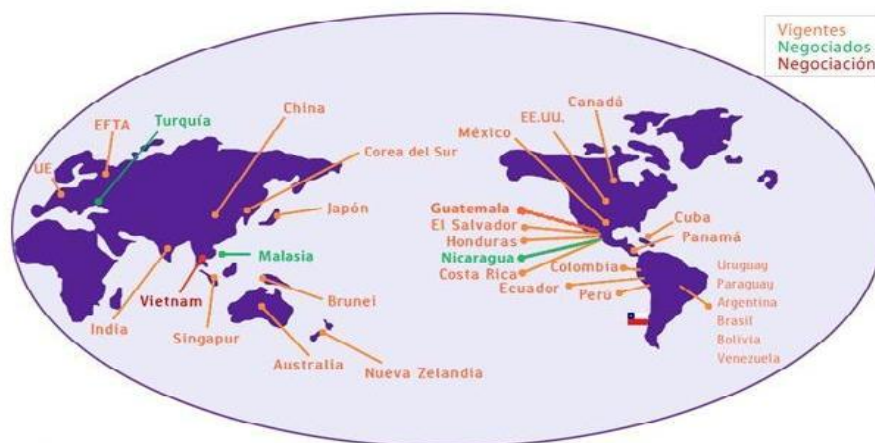 Vigentes
Negociados
Negociación
Canadá
EE.UU.
México
China
Turquía
EFTA
UE
Corea del Sur
Japón
Guatemala
El Salvador
Honduras
Nicaragua
Costa Rica
Cuba
Panamá
Colombia
Ecuador
Perú
Uruguay
Paraguay
Argentina
Brasil
Bolivia
Venezuela
Malasia
Vietnam
India
Singapur
Brunei
Australia
Nueva Zelandia